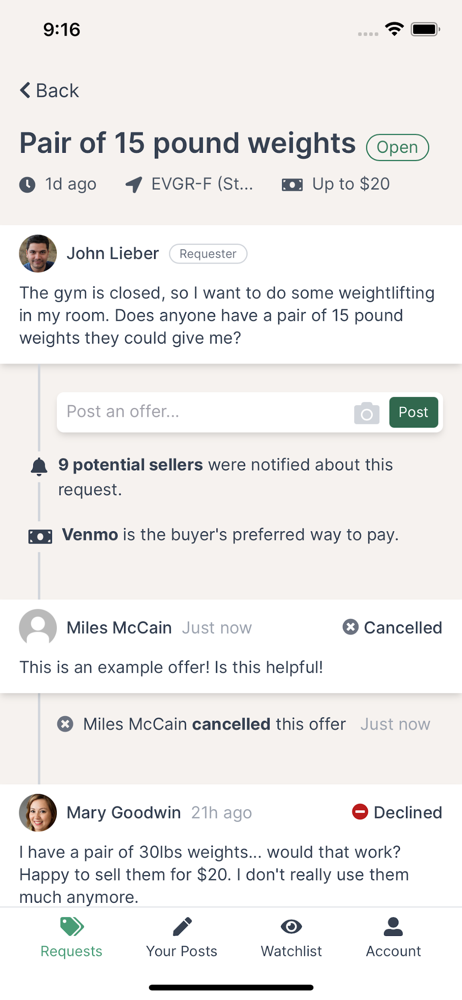 9:16
Back
Pair of 15 pound weights Open
1d ago EVGR-F (St... Up to $20
John Lieber Requester
The gym is closed, so I want to do some weightlifting
in my room. Does anyone have a pair of 15 pound
weights they could give me?
Post an offer... Post
9 potential sellers were notified about this
request.
Venmo is the buyer's preferred way to pay.
Miles McCain Just now Cancelled
This is an example offer! Is this helpful!
Miles McCain cancelled this offer Just now
Mary Goodwin 21h ago Declined
I have a pair of 30lbs weights... would that work?
Happy to sell them for $20. I don't really use them
much anymore.
Requests Your Posts Watchlist Account